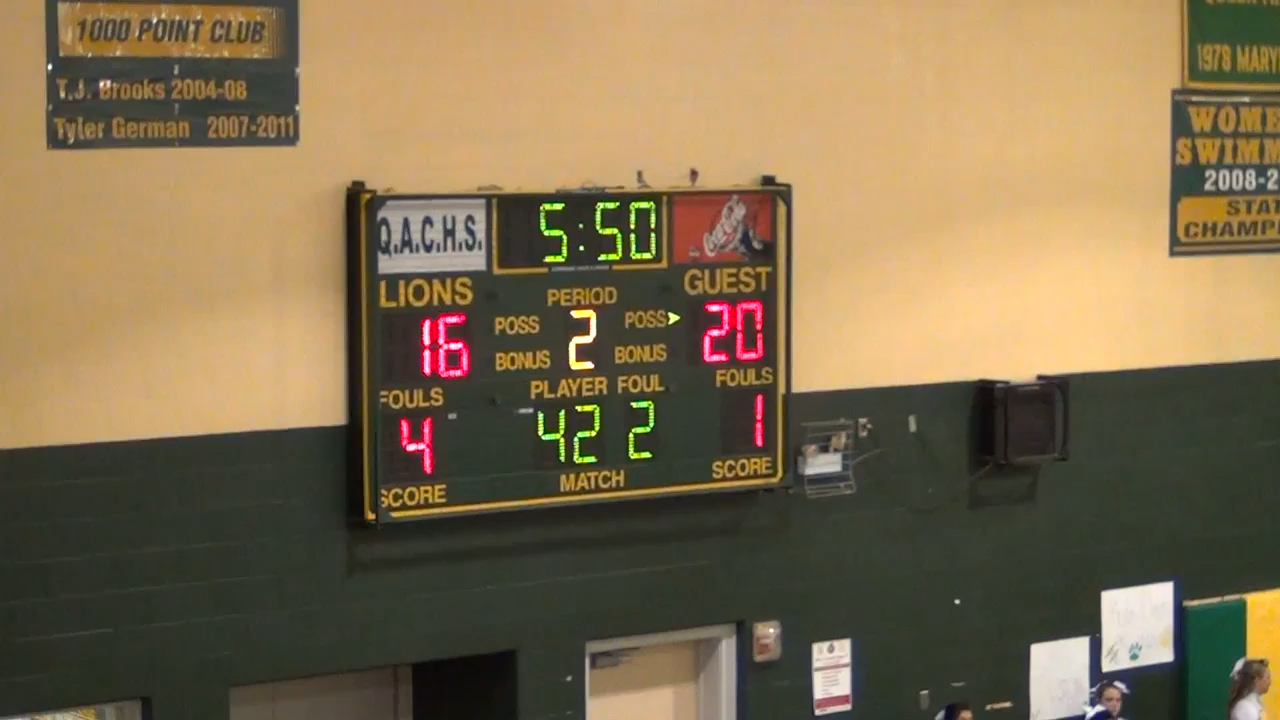 1000 POINT CLUB
T.J. Brooks 2004-08
Tyler German 2007-2011
1978 MARY
WOME
SWIMM
2008-2
STAT
CHAMPI
Q.A.C.H.S.
5:50
LIONS
PERIOD
GUEST
16
POSS
2
POSS
20
BONUS
BONUS
FOULS
PLAYER FOUL
FOULS
4
42 2
1
SCORE
MATCH
SCORE